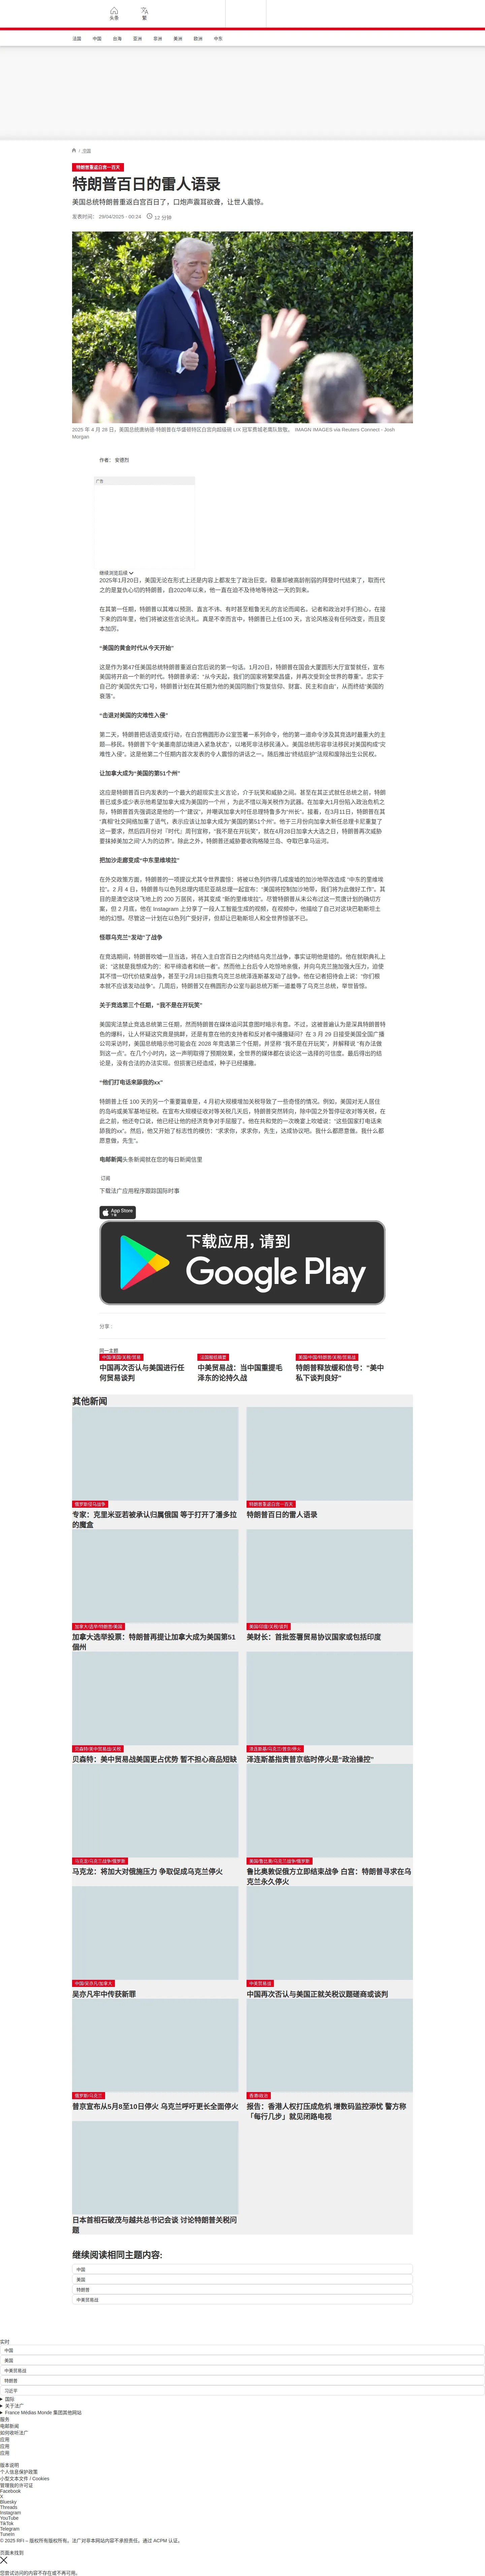 头条
繁
法国
中国
台海
亚洲
非洲
美洲
欧洲
中东
/ 习语
特朗普重返白宫一百天
特朗普百日的雷人语录
美国总统特朗普重返白宫百日了，口炮声震耳欲聋，让世人震惊。
发表时间： 29/04/2025 - 00:24
12 分钟
2025 年 4 月 28 日，美国总统唐纳德·特朗普在华盛顿特区白宫向超级碗 LIX 冠军费城老鹰队致敬。 IMAGN IMAGES via Reuters Connect - Josh Morgan
作者： 安德烈
广告
继续浏览后续
2025年1月20日，美国无论在形式上还是内容上都发生了政治巨变。稳重却被高龄削弱的拜登时代结束了，取而代之的是复仇心切的特朗普，自2020年以来，他一直在迫不及待地等待这一天的到来。
在其第一任期，特朗普以其难以预测、直言不讳、有时甚至粗鲁无礼的言论而闻名。记者和政治对手们担心，在接下来的四年里，他们将被这些言论洗礼。真是不幸而言中，特朗普已上任100 天，言论风格没有任何改变，而且变本加厉。
“美国的黄金时代从今天开始”
这是作为第47任美国总统特朗普重返白宫后说的第一句话。1月20日，特朗普在国会大厦圆形大厅宣誓就任，宣布美国将开启一个新的时代。特朗普承诺：“从今天起，我们的国家将繁荣昌盛，并再次受到全世界的尊重”，忠实于自己的“美国优先”口号，特朗普计划在其任期为他的美国同胞们“恢复信仰、财富、民主和自由”，从而终结“美国的衰落”。
“击退对美国的灾难性入侵”
第二天，特朗普把话语变成行动，在白宫椭圆形办公室签署一系列命令，他的第一道命令涉及其竞选时最重大的主题—移民。特朗普下令“美墨南部边境进入紧急状态”，以堵死非法移民涌入。美国总统形容非法移民对美国构成“灾难性入侵”，这是他第二个任期内首次发表的令人震惊的讲话之一。随后推出“终结庇护”法规和废除出生公民权。
让加拿大成为“美国的第51个州”
这应是特朗普百日内发表的一个最大的超现实主义言论，介于玩笑和威胁之间。甚至在其正式就任总统之前，特朗普已或多或少表示他希望加拿大成为美国的一个州 ，为此不惜以海关税作为武器。在加拿大1月份陷入政治危机之际，特朗普首先强调这是他的一个“建议”，并嘲讽加拿大时任总理特鲁多为“州长”。接着，在3月11日，特朗普在其“真相”社交网络加重了语气，表示应该让加拿大成为“美国的第51个州”。他于三月份向加拿大新任总理卡尼重复了这一要求，然后四月份对『时代』周刊宣称，“我不是在开玩笑”，就在4月28日加拿大大选之日，特朗普再次威胁要抹掉美加之间“人为的边界”。除此之外，特朗普还威胁要收购格陵兰岛、夺取巴拿马运河。
把加沙走廊变成“中东里维埃拉”
在外交政策方面，特朗普的一项提议尤其令世界震惊：将被以色列炸得几成废墟的加沙地带改造成 “中东的里维埃拉”。2 月 4 日，特朗普与以色列总理内塔尼亚胡总理一起宣布：“美国将控制加沙地带，我们将为此做好工作”。其目的是清空这块飞地上的 200 万居民，将其变成 “新的里维埃拉”。尽管特朗普从未公布过这一荒唐计划的确切方案，但 2 月底，他在 Instagram 上分享了一段人工智能生成的视频，在视频中，他描绘了自己对这块巴勒斯坦土地的幻想。尽管这一计划在以色列广受好评，但却让巴勒斯坦人和全世界惊骇不已。
怪罪乌克兰“发动”了战争
在竞选期间，特朗普吹嘘一旦当选，将在入主白宫百日之内终结乌克兰战争，事实证明他是错的。他在就职典礼上说：“这就是我想成为的：和平缔造者和统一者”。然而他上台后令人吃惊地亲俄，并向乌克兰施加强大压力，迫使其不惜一切代价结束战争，甚至于2月18日指责乌克兰总统泽连斯基发动了战争。他在记者招待会上说：“你们根本就不应该发动战争”。几周后，特朗普又在椭圆形办公室与副总统万斯一道羞辱了乌克兰总统，举世皆惊。
关于竞选第三个任期，“我不是在开玩笑”
美国宪法禁止竞选总统第三任期，然而特朗普在媒体追问其意图时暗示有意。不过，这被普遍认为是深具特朗普特色的爆料，让人怀疑这究竟是挑衅，还是有意在他的支持者和反对者中播撒疑问？在 3 月 29 日接受美国全国广播公司采访时，美国总统暗示他可能会在 2028 年竞选第三个任期，并坚称 “我不是在开玩笑”，并解释说 “有办法做到这一点”。在几个小时内，这一声明取得了预期效果，全世界的媒体都在谈论这一选择的可信度。最后得出的结论是，没有合法的办法实现，但损害已经造成，种子已经播撒。
“他们打电话来舔我的xx”
特朗普上任 100 天的另一个重要篇章是，4 月初大规模增加关税导致了一些奇怪的情况。例如，美国对无人居住的岛屿或美军基地征税。在宣布大规模征收对等关税几天后，特朗普突然转向，除中国之外暂停征收对等关税，在此之前，他还夸口说，他已经让他的经济竞争对手屈服了。他在共和党的一次晚宴上吹嘘说：“这些国家打电话来舔我的xx”。然后，他又开始了标志性的模仿：“求求你，求求你，先生，达成协议吧。我什么都愿意做。我什么都愿意做，先生”。
电邮新闻头条新闻就在您的每日新闻信里
订阅
下载法广应用程序跟踪国际时事
App Store
下载
下载应用，请到
Google Play
分享 :
同一主题
中国/美国/关税/贸易
中国再次否认与美国进行任何贸易谈判
法国报纸摘要
中美贸易战：当中国重提毛泽东的论持久战
美国/中国/特朗普/关税/贸易战
特朗普释放缓和信号：“美中私下谈判良好”
其他新闻
俄罗斯侵乌战争
专家：克里米亚若被承认归属俄国 等于打开了潘多拉的魔盒
特朗普重返白宫一百天
特朗普百日的雷人语录
加拿大/选举/特朗普/美国
加拿大选举投票：特朗普再提让加拿大成为美国第51個州
美国/印度/关税/谈判
美财长：首批签署贸易协议国家或包括印度
贝森特/美中贸易战/关税
贝森特：美中贸易战美国更占优势 暂不担心商品短缺
泽连斯基/乌克兰/普京/停火
泽连斯基指责普京临时停火是“政治操控”
马克龙/乌克兰战争/俄罗斯
马克龙：将加大对俄施压力 争取促成乌克兰停火
美国/鲁比奥/乌克兰战争/俄罗斯
鲁比奥敦促俄方立即结束战争 白宫：特朗普寻求在乌克兰永久停火
中国/吴亦凡/加拿大
吴亦凡牢中传获新罪
中美贸易战
中国再次否认与美国正就关税议题磋商或谈判
俄罗斯/乌克兰
普京宣布从5月8至10日停火 乌克兰呼吁更长全面停火
香港/政治
报告：香港人权打压成危机 增数码监控添忧 警方称「每行几步」就见闭路电视
日本首相石破茂与越共总书记会谈 讨论特朗普关税问题
继续阅读相同主题内容:
中国
美国
特朗普
中美贸易战
实时
中国
美国
中美贸易战
特朗普
习近平
国际
关于法广
France Médias Monde 集团其他网站
服务
电邮新闻
如何收听法广
应用
应用
应用
版本说明
个人信息保护政策
小型文本文件 / Cookies
管理我的许可证
Facebook
X
Bluesky
Threads
Instagram
YouTube
TikTok
Telegram
TuneIn
© 2025 RFI – 版权所有版权所有。法广对非本网站内容不承担责任。通过 ACPM 认证。
页面未找到
您尝试访问的内容不存在或不再可用。